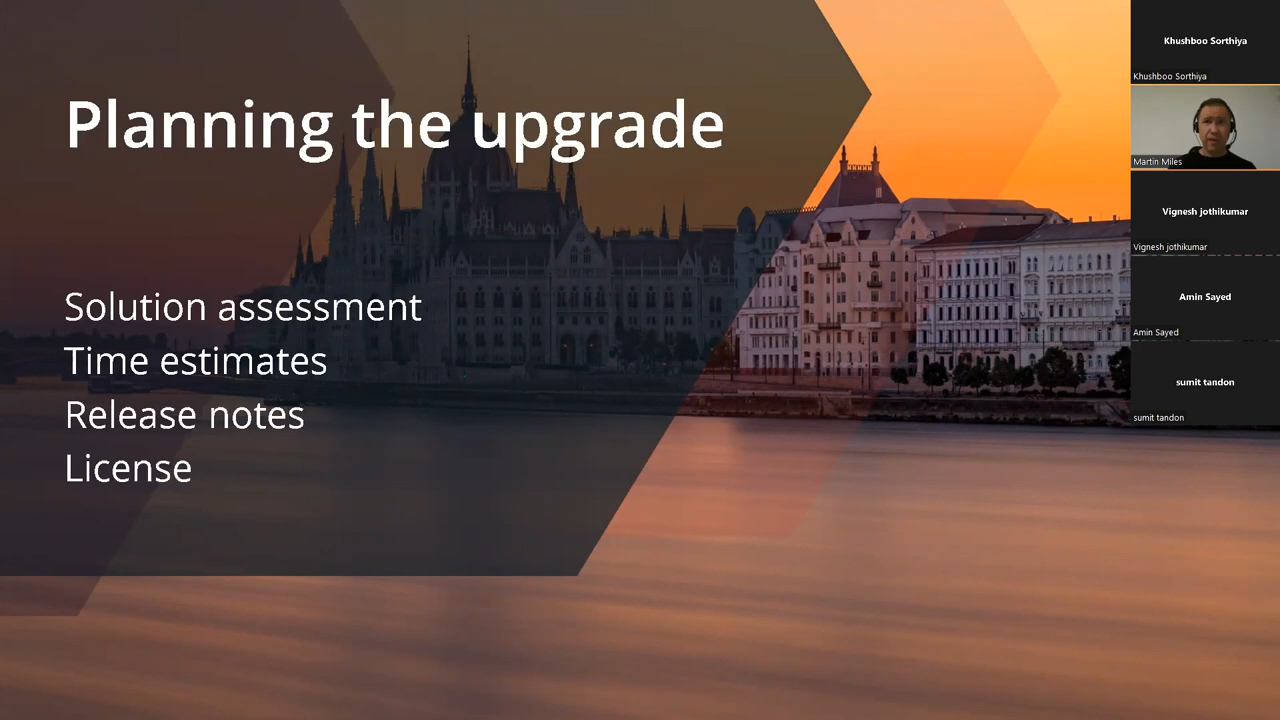 Planning the upgrade
Solution assessment
Time estimates
Release notes
License
Khushboo Sorthiya
Khushboo Sorthiya
Martin Miles
Vignesh jothikumar
Vignesh jothikumar
Amin Sayed
Amin Sayed
sumit tandon
sumit tandon